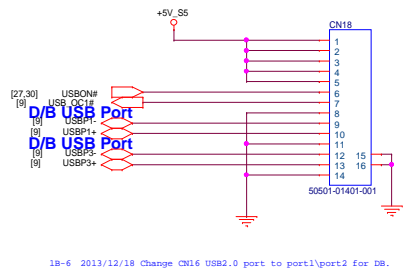 +5V_S5
CN18
1
2
3
4
5
[27,30] USBON# 6
[9] USB_OC1# 7
D/B USB Port 8
[9] USBP1- 9
[9] USBP1+ 10
D/B USB Port 11
[9] USBP3- 12 15
[9] USBP3+ 13 16
14
50501-01401-001
1B-6 2013/12/18 Change CN16 USB2.0 port to port1\port2 for DB.